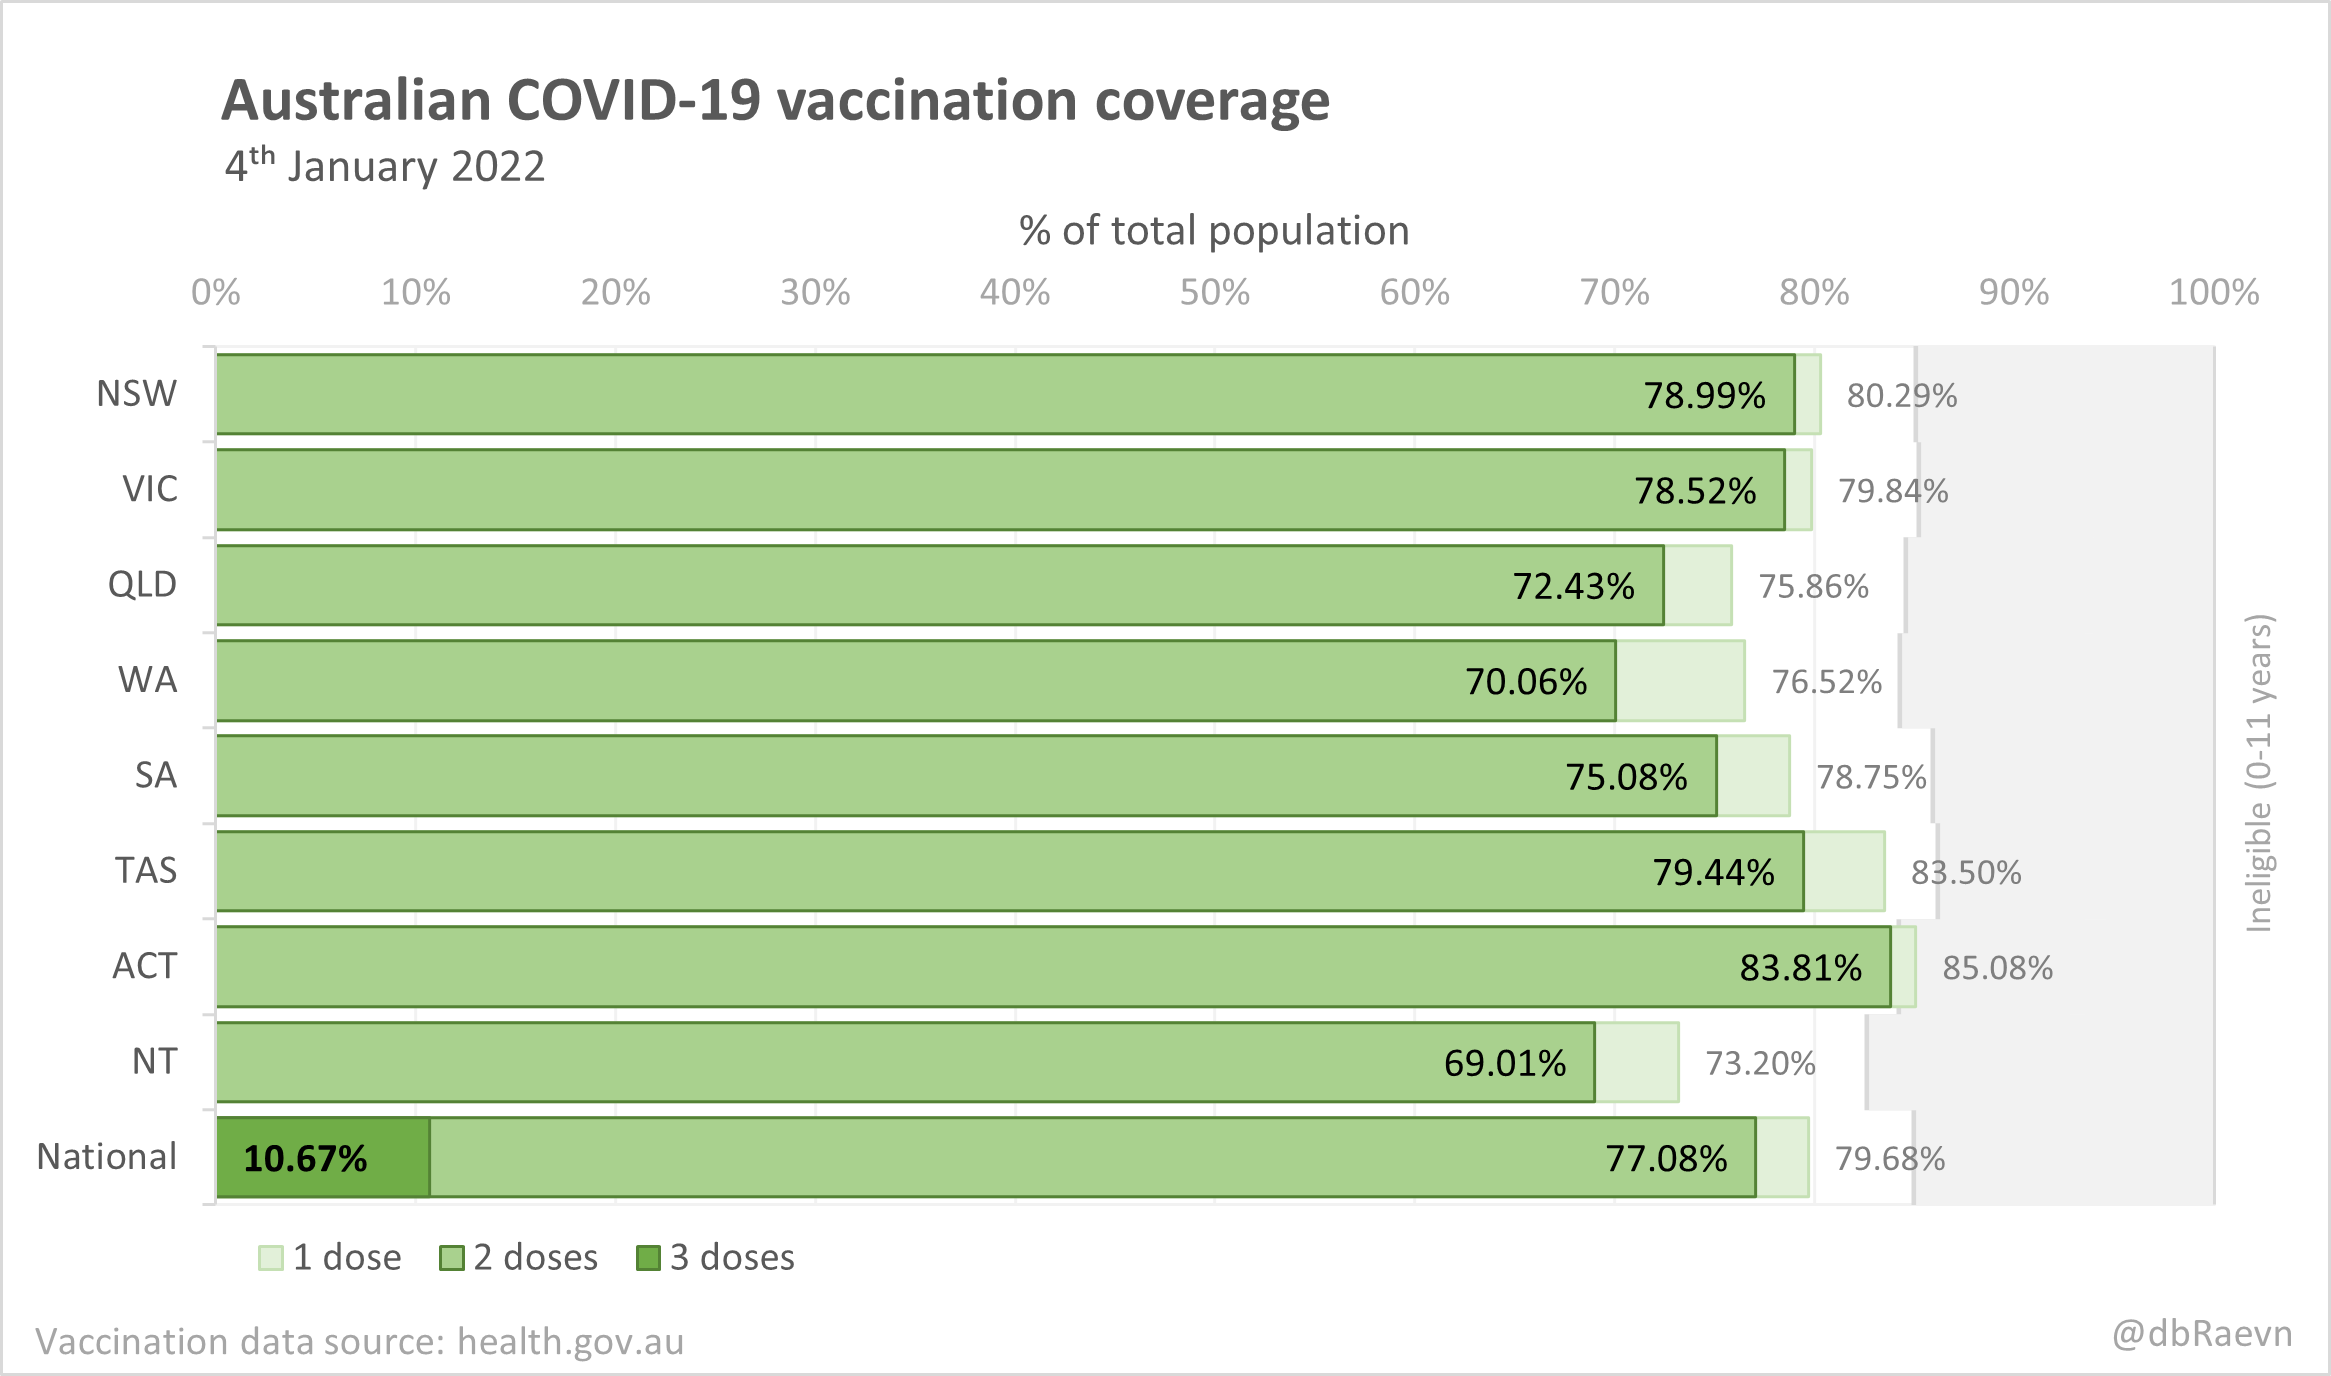 Australian COVID-19 vaccination coverage
4th January 2022
% of total population
0% 10% 20% 30% 40% 50% 60% 70% 80% 90% 100%
NSW 78.99% 80.29%
VIC 78.52% 79.84%
QLD 72.43% 75.86%
WA 70.06% 76.52%
SA 75.08% 78.75%
TAS 79.44% 83.50%
ACT 83.81% 85.08%
NT 69.01% 73.20%
National 10.67% 77.08% 79.68%
Ineligible (0-11 years)
1 dose 2 doses 3 doses
Vaccination data source: health.gov.au
@dbRaevn